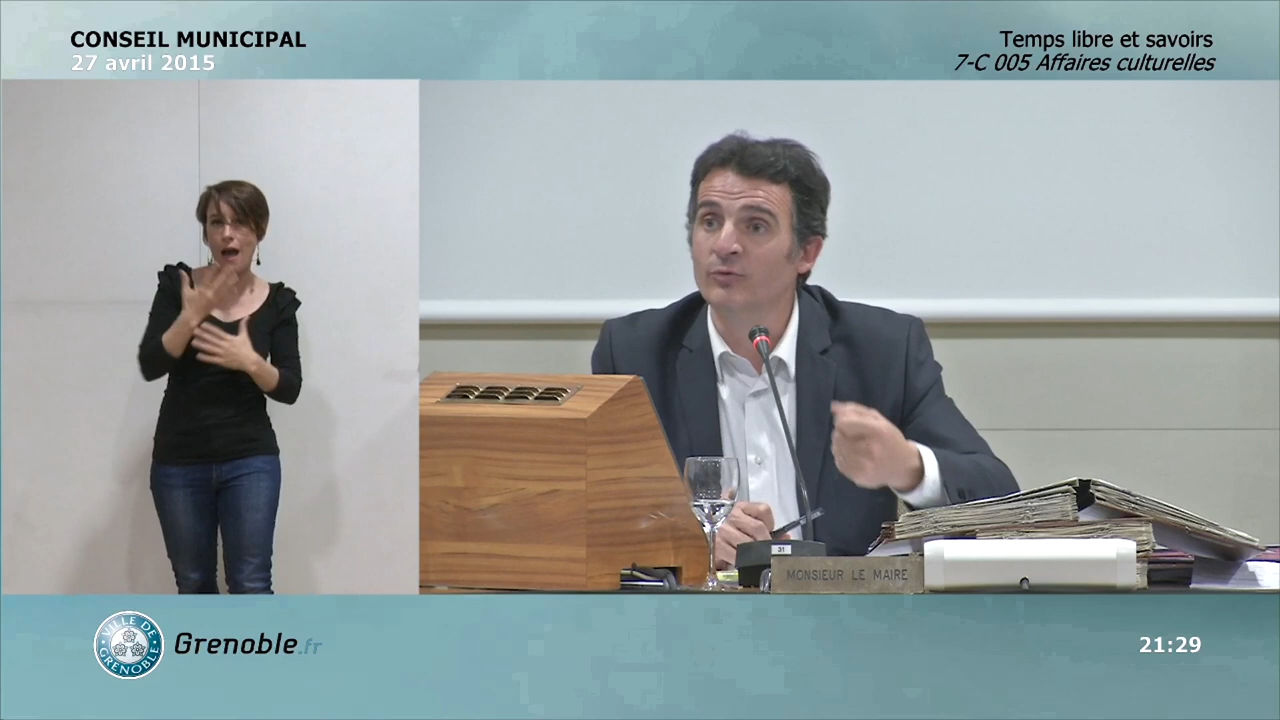 CONSEIL MUNICIPAL
27 avril 2015
Temps libre et savoirs
7-C 005 Affaires culturelles
31
MONSIEUR LE MAIRE
VILLE DE
GRENOBLE
Grenoble.fr
21:29